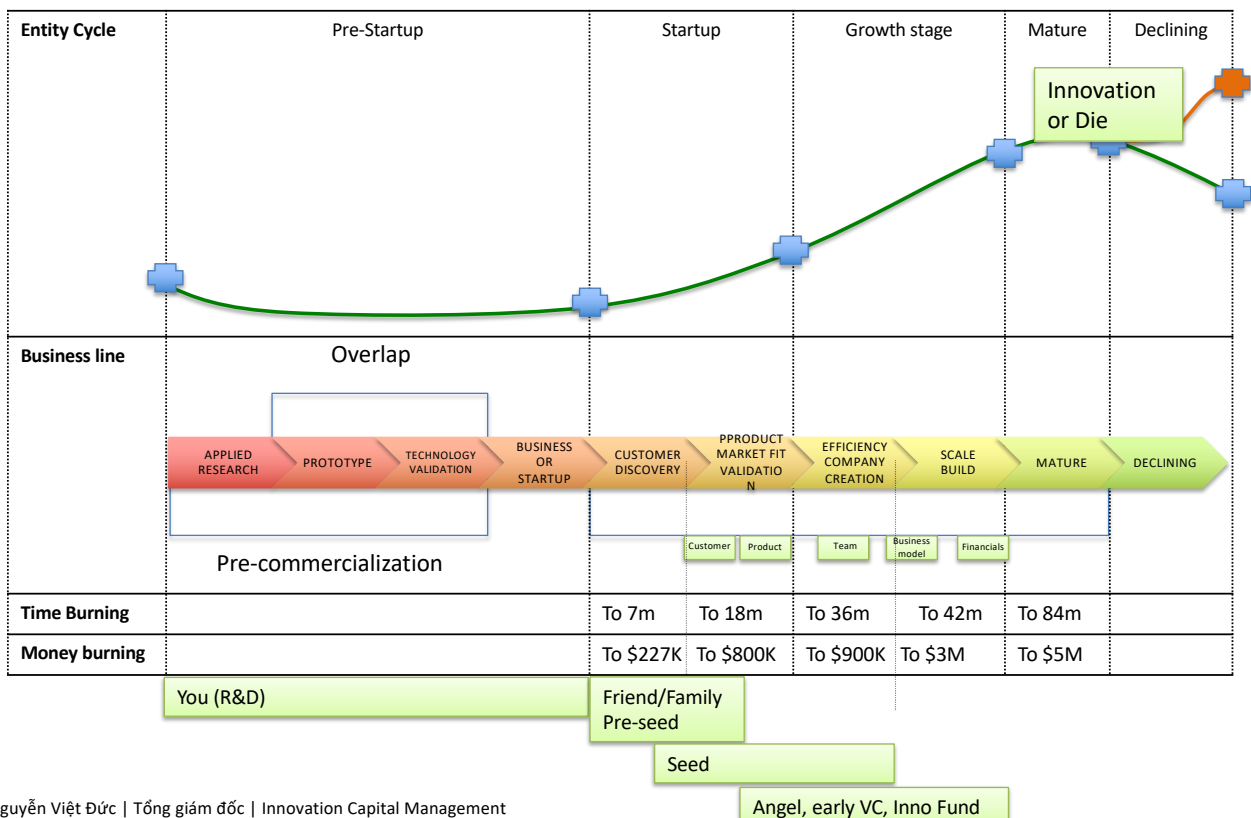 Entity Cycle
Pre-Startup
Startup
Growth stage
Mature
Declining
Innovation
or Die
Business line
Overlap
APPLIED
RESEARCH
PROTOTYPE
TECHNOLOGY
VALIDATION
BUSINESS
OR
STARTUP
CUSTOMER
DISCOVERY
PPRODUCT
MARKET FIT
VALIDATIO
N
EFFICIENCY
COMPANY
CREATION
SCALE
BUILD
MATURE
DECLINING
Customer
Product
Team
Business
model
Financials
Pre-commercialization
Time Burning
To 7m
To 18m
To 36m
To 42m
To 84m
Money burning
To $227K
To $800K
To $900K
To $3M
To $5M
You (R&D)
Friend/Family
Pre-seed
Seed
Angel, early VC, Inno Fund
guyễn Việt Đức | Tổng giám đốc | Innovation Capital Management